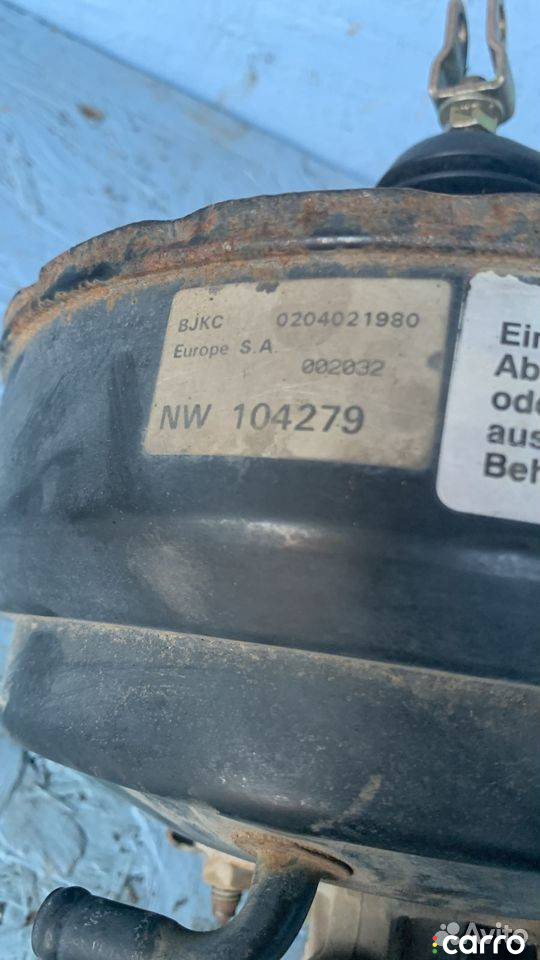 BJKC 0204021980
Europe S.A.
002032
NW 104279
Ein
Ab
ode
aus
Beh
Avito
carro